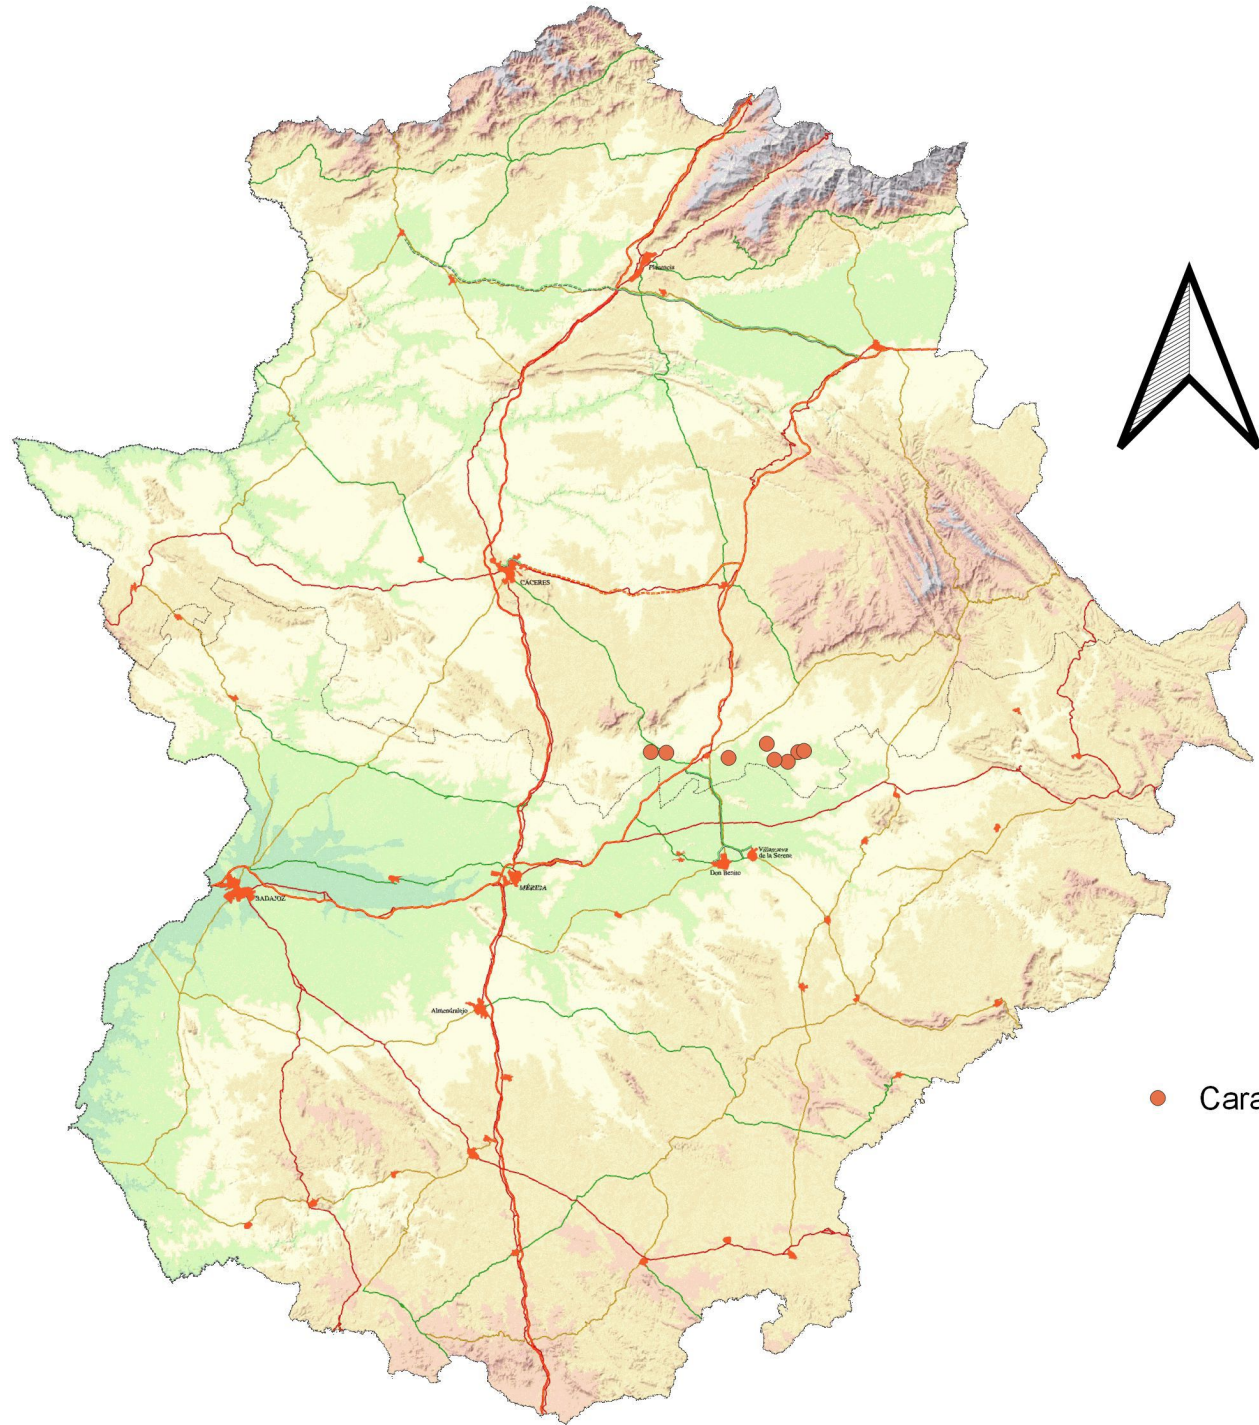 Plasencia
CÁCERES
Villanueva
de la Serena
Don Benito
MÉRIDA
BADAJOZ
Almendralejo
Cara